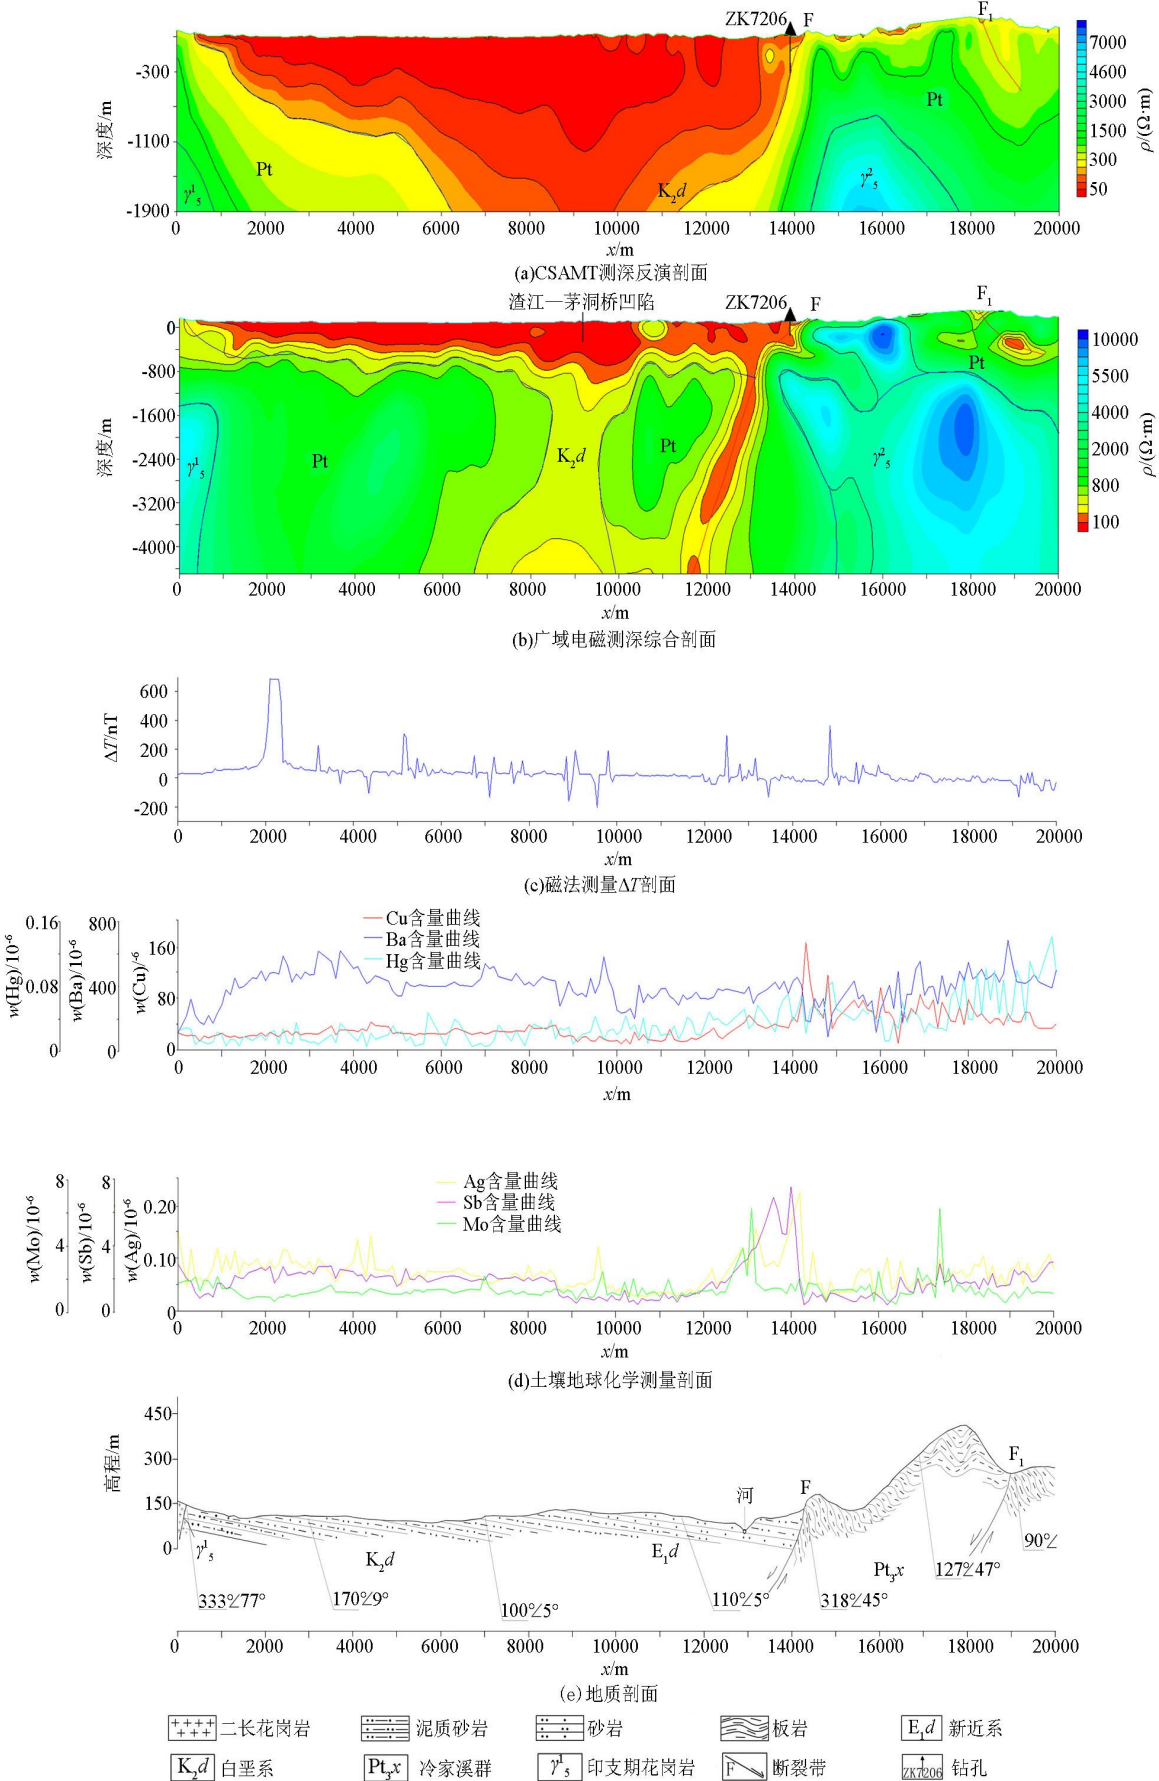 ZK7206 F F1
-300
-1100
-1900
深度/m
Pt
γ¹₅
K₂d
γ²₅
Pt
7000
4600
3000
1500
300
50
ρ/(Ω·m)
0 2000 4000 6000 8000 10000 12000 14000 16000 18000 20000
x/m
(a)CSAMT测深反演剖面
渣江—茅洞桥凹陷 ZK7206 F F₁
0
-800
-1600
-2400
-3200
-4000
深度/m
γ¹₅
Pt
K₂d
Pt
γ²₅
Pt
10000
5500
4000
2000
800
100
ρ/(Ω·m)
0 2000 4000 6000 8000 10000 12000 14000 16000 18000 20000
x/m
(b)广域电磁测深综合剖面
600
400
200
0
-200
ΔT/nT
0 2000 4000 6000 8000 10000 12000 14000 16000 18000 20000
x/m
(c)磁法测量ΔT剖面
0.16
0.08
0
w(Hg)/10⁻⁶
800
400
0
w(Ba)/10⁻⁶
160
80
0
w(Cu)/⁻⁶
Cu含量曲线
Ba含量曲线
Hg含量曲线
0 2000 4000 6000 8000 10000 12000 14000 16000 18000 20000
x/m
8
4
0
w(Mo)/10⁻⁶
8
4
0
w(Sb)/10⁻⁶
0.20
0.10
0
w(Ag)/10⁻⁶
Ag含量曲线
Sb含量曲线
Mo含量曲线
0 2000 4000 6000 8000 10000 12000 14000 16000 18000 20000
x/m
(d)土壤地球化学测量剖面
450
300
150
0
高程/m
河
F
F₁
γ¹₅
K₂d
E₁d
Pt₃x
333°∠77°
170°∠9°
100°∠5°
110°∠5°
318°∠45°
127°∠47°
90°∠
0 2000 4000 6000 8000 10000 12000 14000 16000 18000 20000
x/m
(e)地质剖面
二长花岗岩 泥质砂岩 砂岩 板岩 E₁d 新近系
K₂d 白垩系 Pt₃x 冷家溪群 γ¹₅ 印支期花岗岩 F 断裂带 ZK7206 钻孔